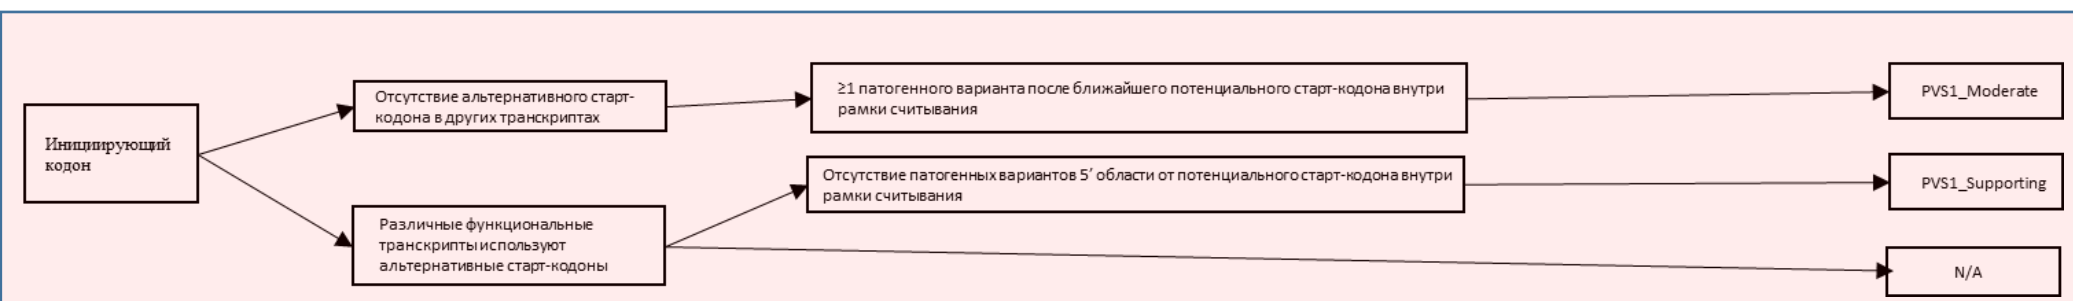 Инициирующий
кодон
Отсутствие альтернативного старт-
кодона в других транскриптах
≥1 патогенного варианта после ближайшего потенциального старт-кодона внутри
рамки считывания
PVS1_Moderate
Различные функциональные
транскрипты используют
альтернативные старт-кодоны
Отсутствие патогенных вариантов 5′ области от потенциального старт-кодона внутри
рамки считывания
PVS1_Supporting
N/A